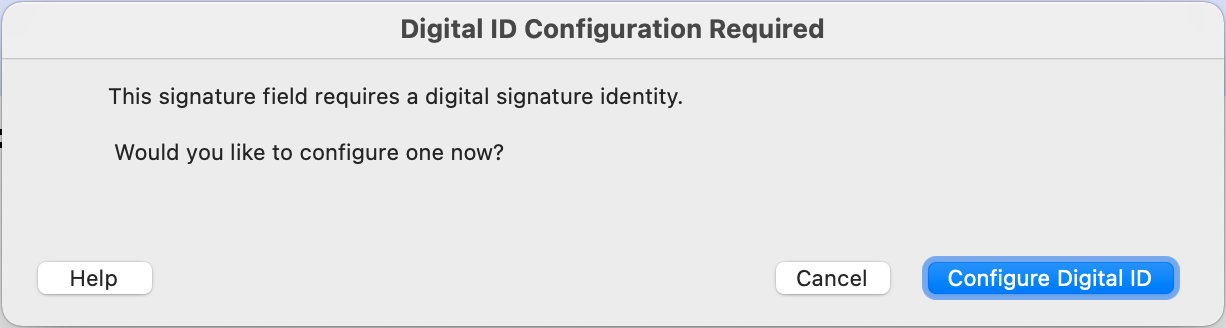 Digital ID Configuration Required
This signature field requires a digital signature identity.
Would you like to configure one now?
Help
Cancel
Configure Digital ID